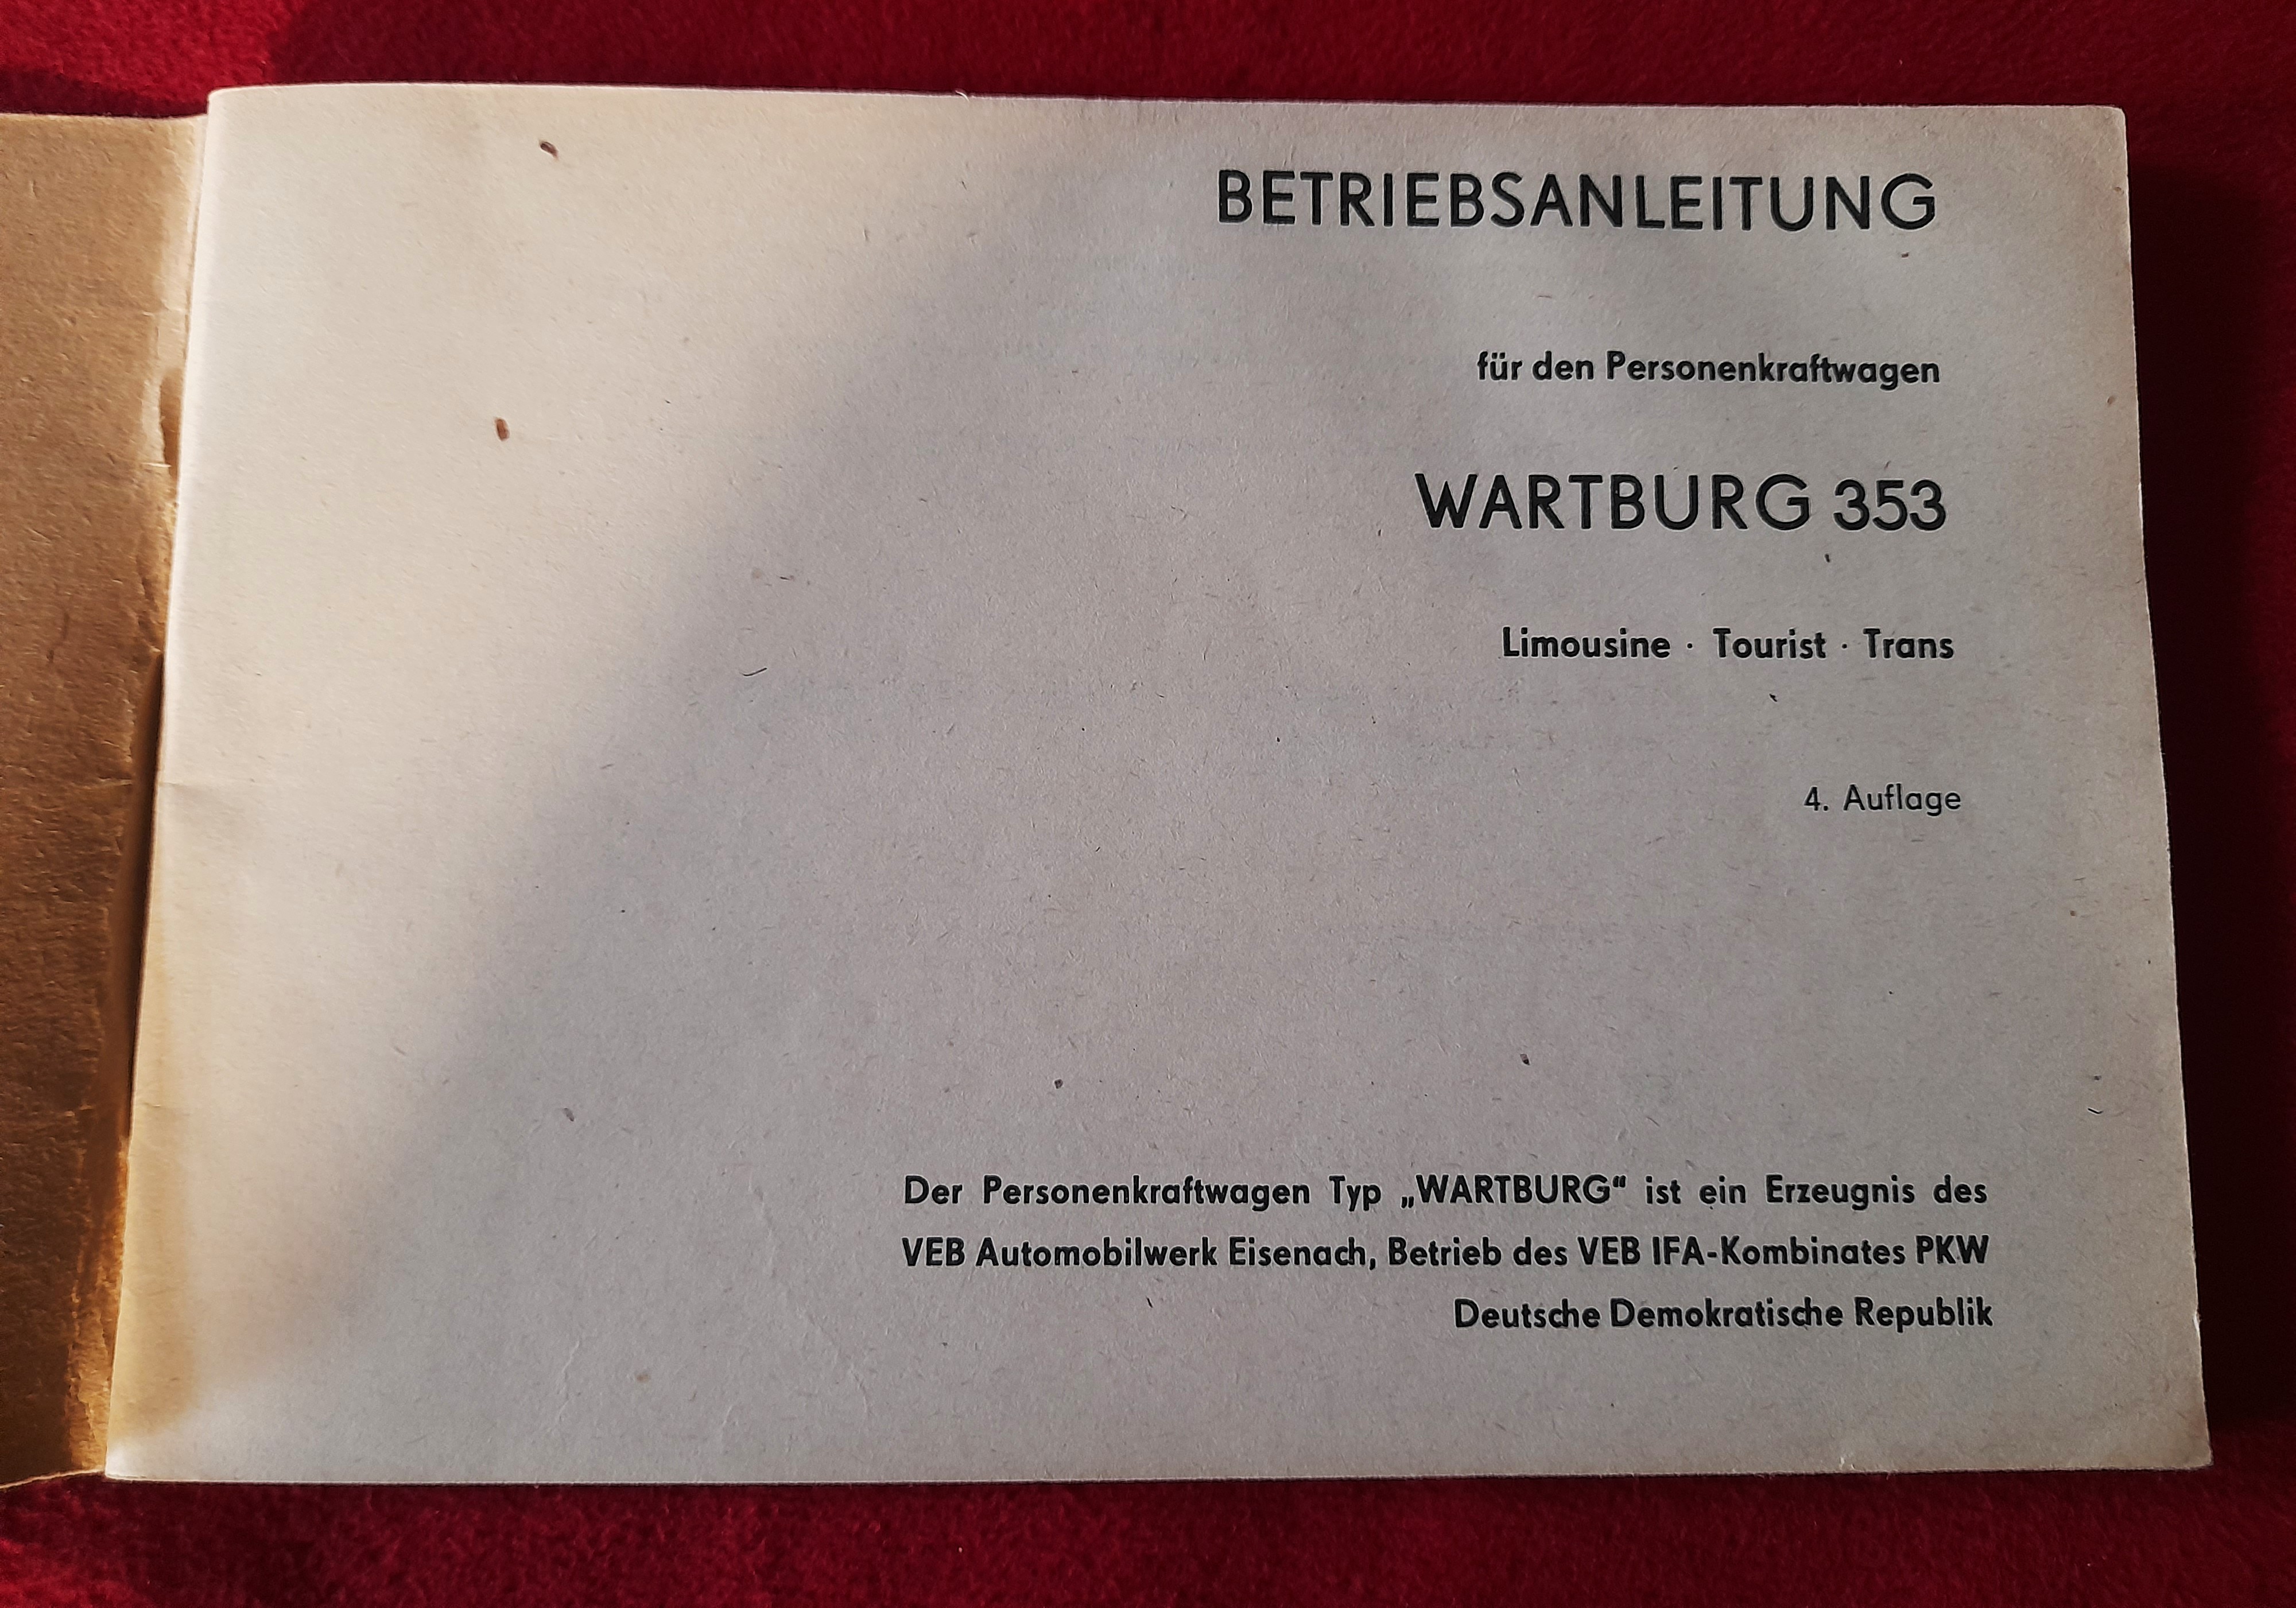 BETRIEBSANLEITUNG
für den Personenkraftwagen
WARTBURG 353
Limousine · Tourist · Trans
4. Auflage
Der Personenkraftwagen Typ „WARTBURG“ ist ein Erzeugnis des
VEB Automobilwerk Eisenach, Betrieb des VEB IFA-Kombinates PKW
Deutsche Demokratische Republik